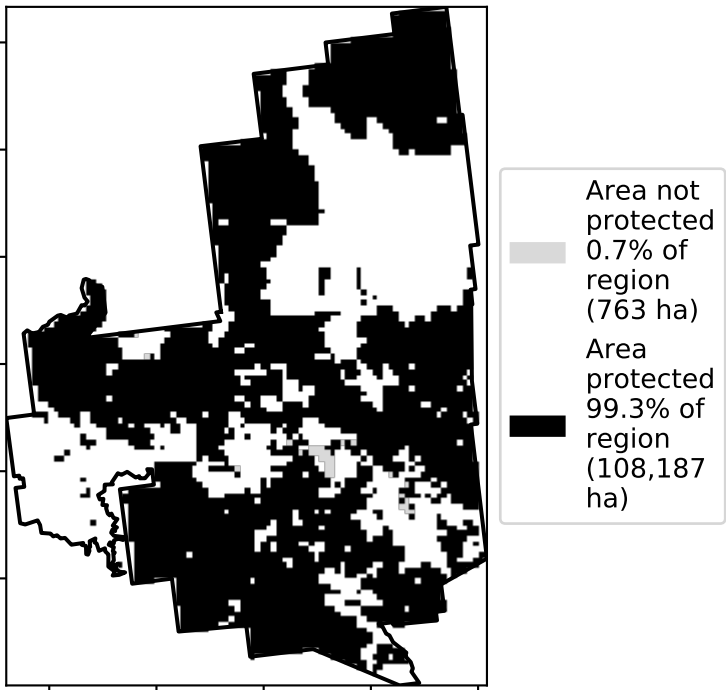 Area not
protected
0.7% of
region
(763 ha)
Area
protected
99.3% of
region
(108,187
ha)